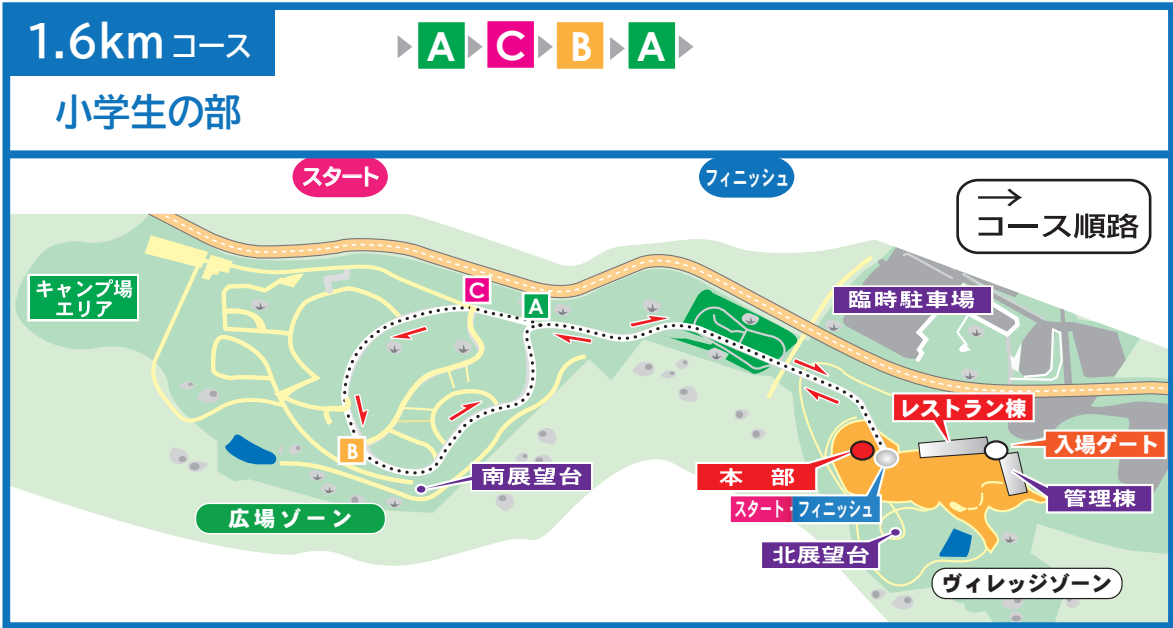 1.6kmコース
A C B A
小学生の部
スタート
フィニッシュ
コース順路
キャンプ場
エリア
C
A
臨時駐車場
レストラン棟
B
入場ゲート
南展望台
本 部
管理棟
スタート・フィニッシュ
広場ゾーン
北展望台
ヴィレッジゾーン